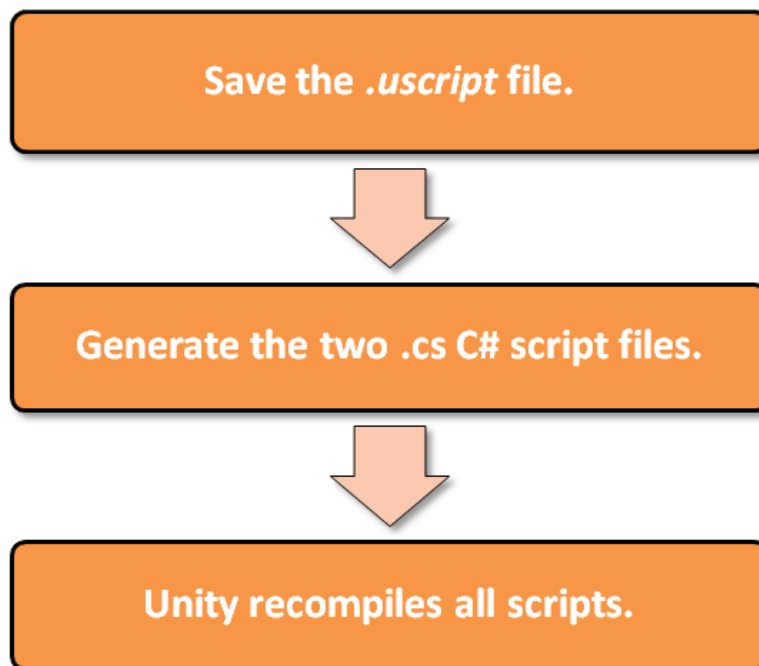 Save the .uscript file.
Generate the two .cs C# script files.
Unity recompiles all scripts.